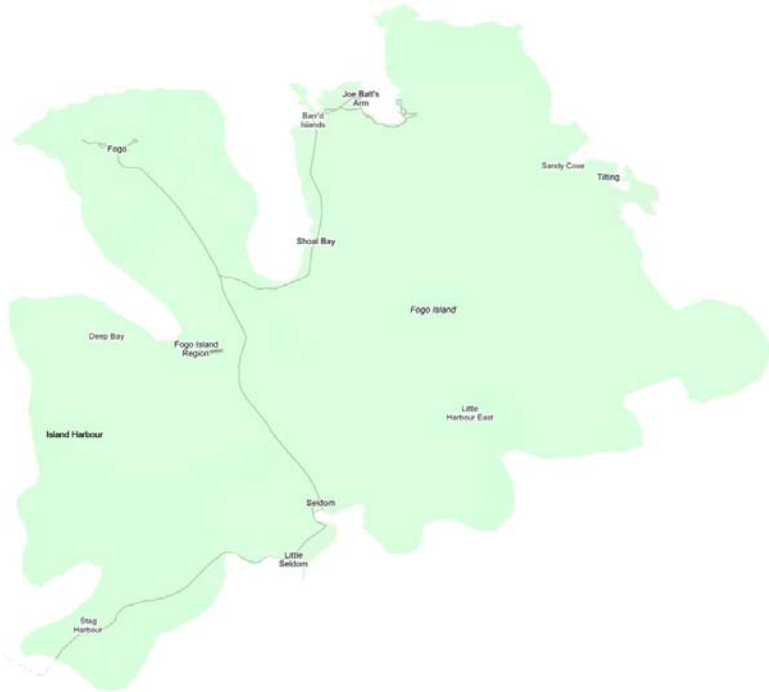 Joe Batt's
Arm
Barr'd
Islands
Fogo
Sandy Cove
Tilting
Shoal Bay
Fogo Island
Deep Bay
Fogo Island
Region
Little
Harbour East
Island Harbour
Seldom
Little
Seldom
Stag
Harbour